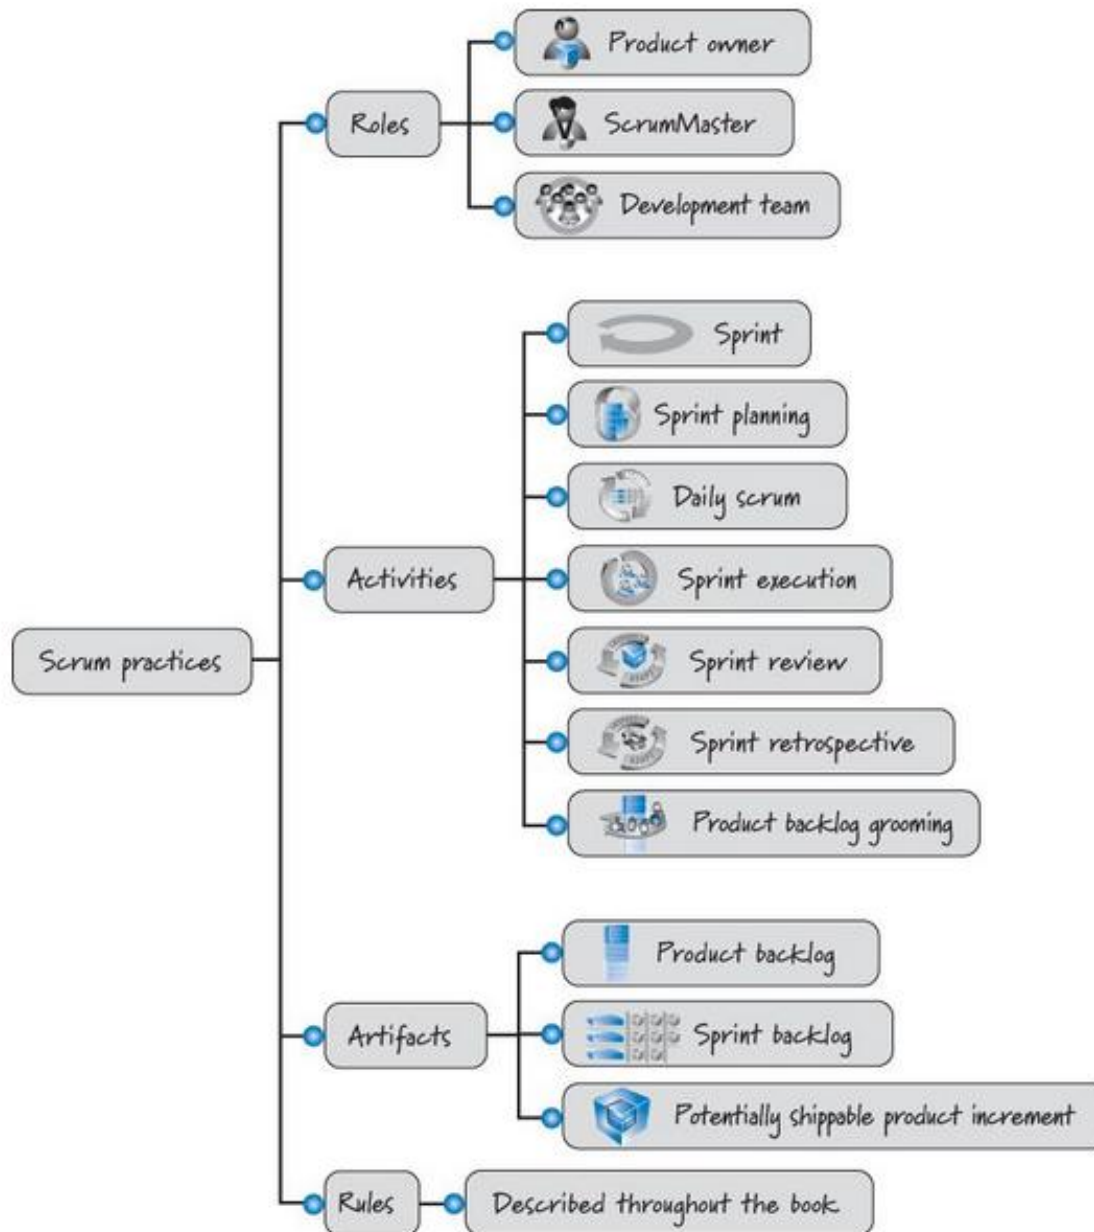 Scrum practices
Roles
Product owner
ScrumMaster
Development team
Activities
Sprint
Sprint planning
Daily scrum
Sprint execution
Sprint review
Sprint retrospective
Product backlog grooming
Artifacts
Product backlog
Sprint backlog
Potentially shippable product increment
Rules
Described throughout the book